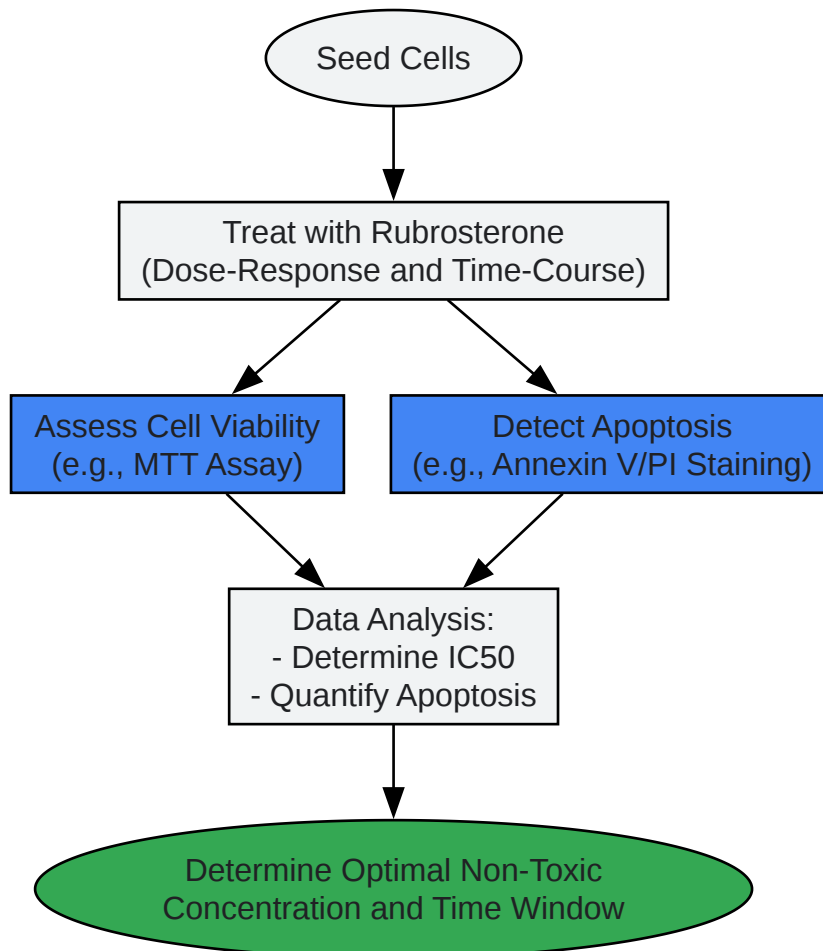 Seed Cells
Treat with Rubrosterone
(Dose-Response and Time-Course)
Assess Cell Viability
(e.g., MTT Assay)
Detect Apoptosis
(e.g., Annexin V/PI Staining)
Data Analysis:
- Determine IC50
- Quantify Apoptosis
Determine Optimal Non-Toxic
Concentration and Time Window